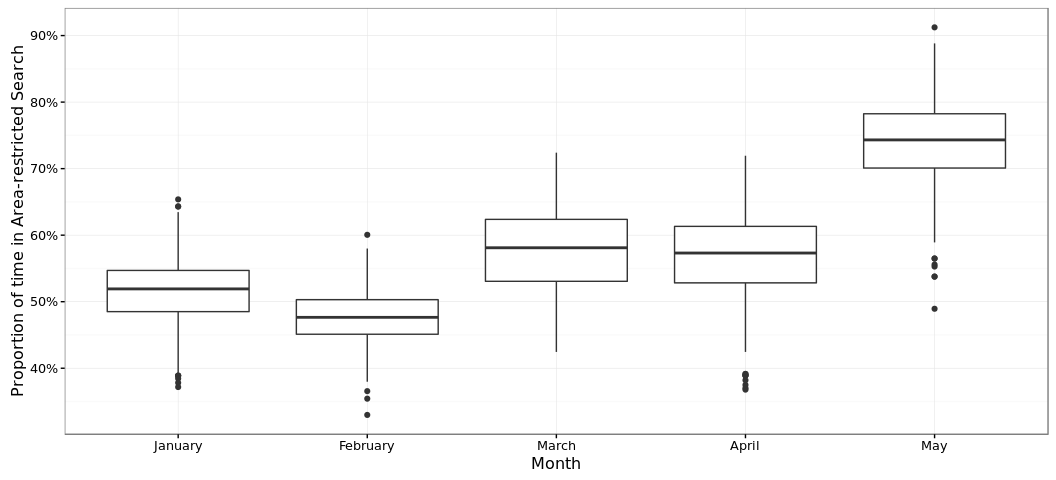 Proportion of time in Area-restricted Search
90%
80%
70%
60%
50%
40%
January February March April May
Month